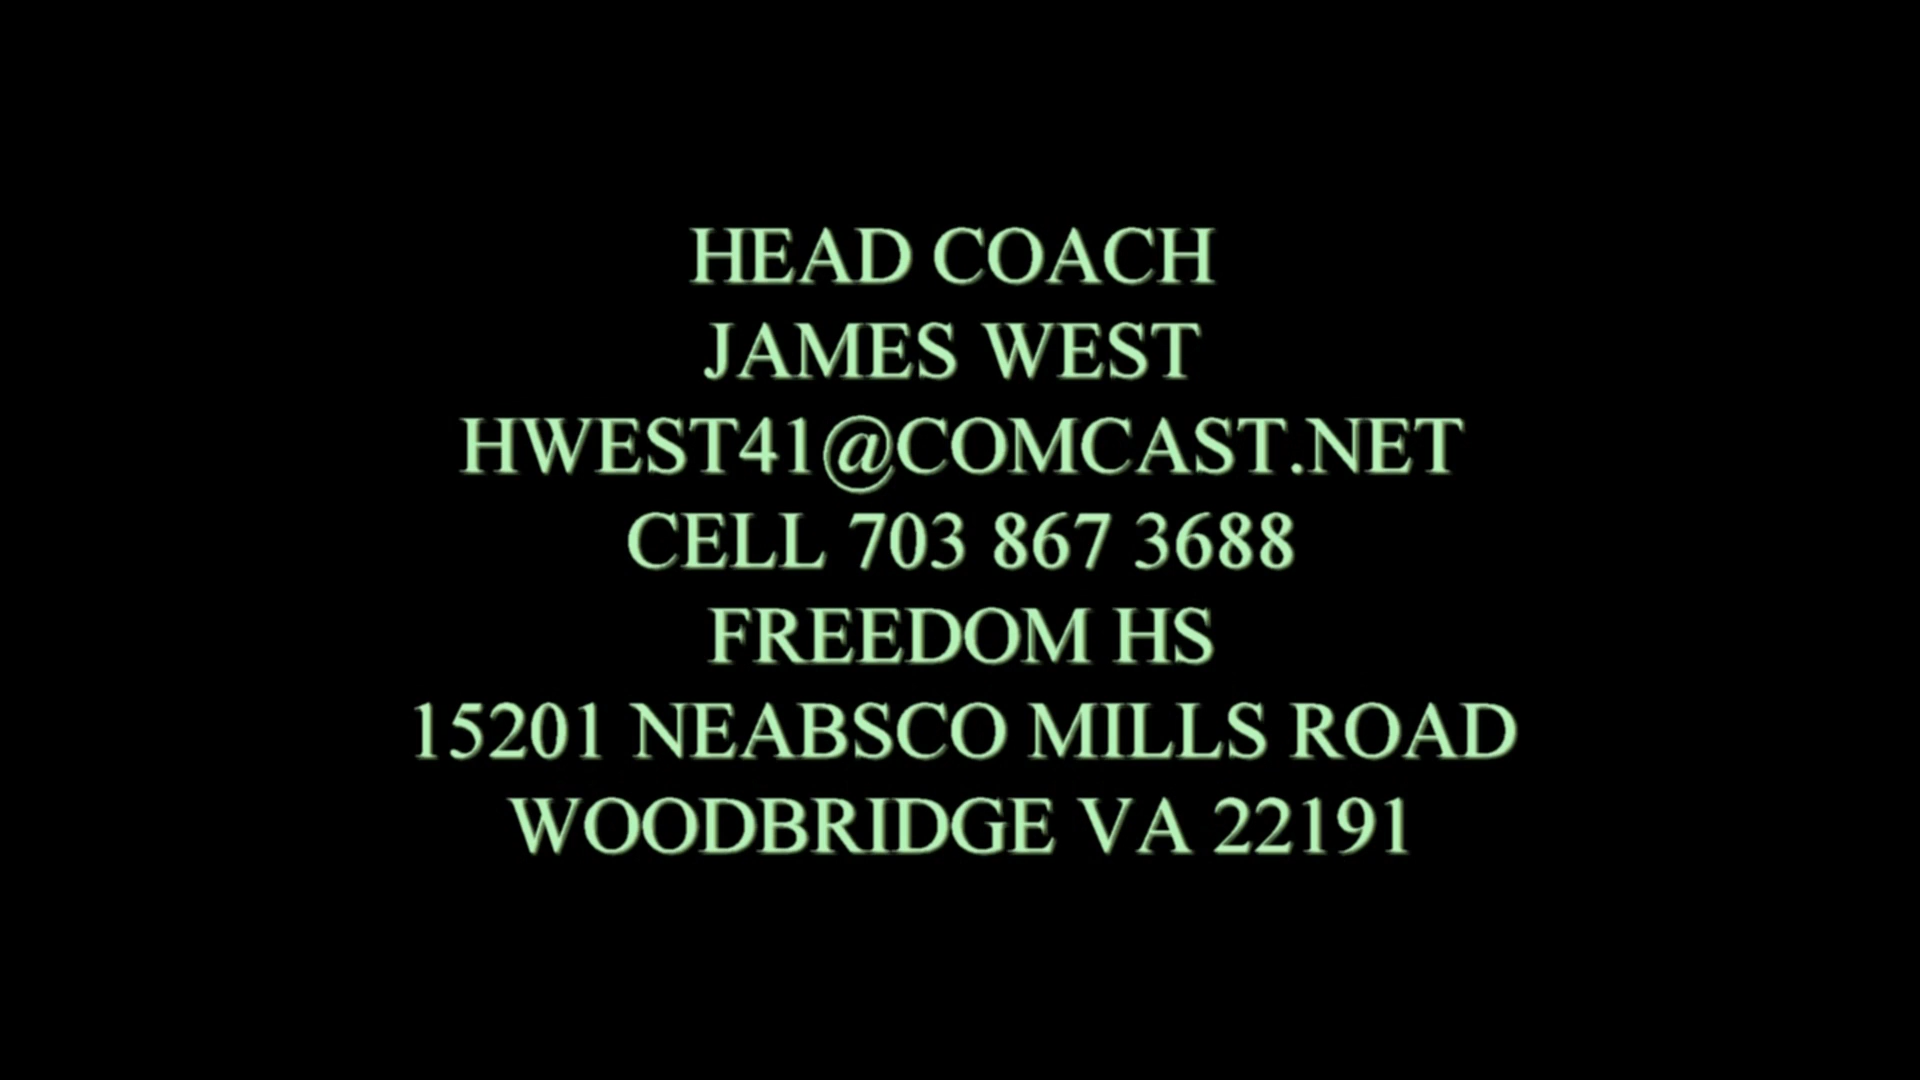 HEAD COACH
JAMES WEST
HWEST41@COMCAST.NET
CELL 703 867 3688
FREEDOM HS
15201 NEABSCO MILLS ROAD
WOODBRIDGE VA 22191